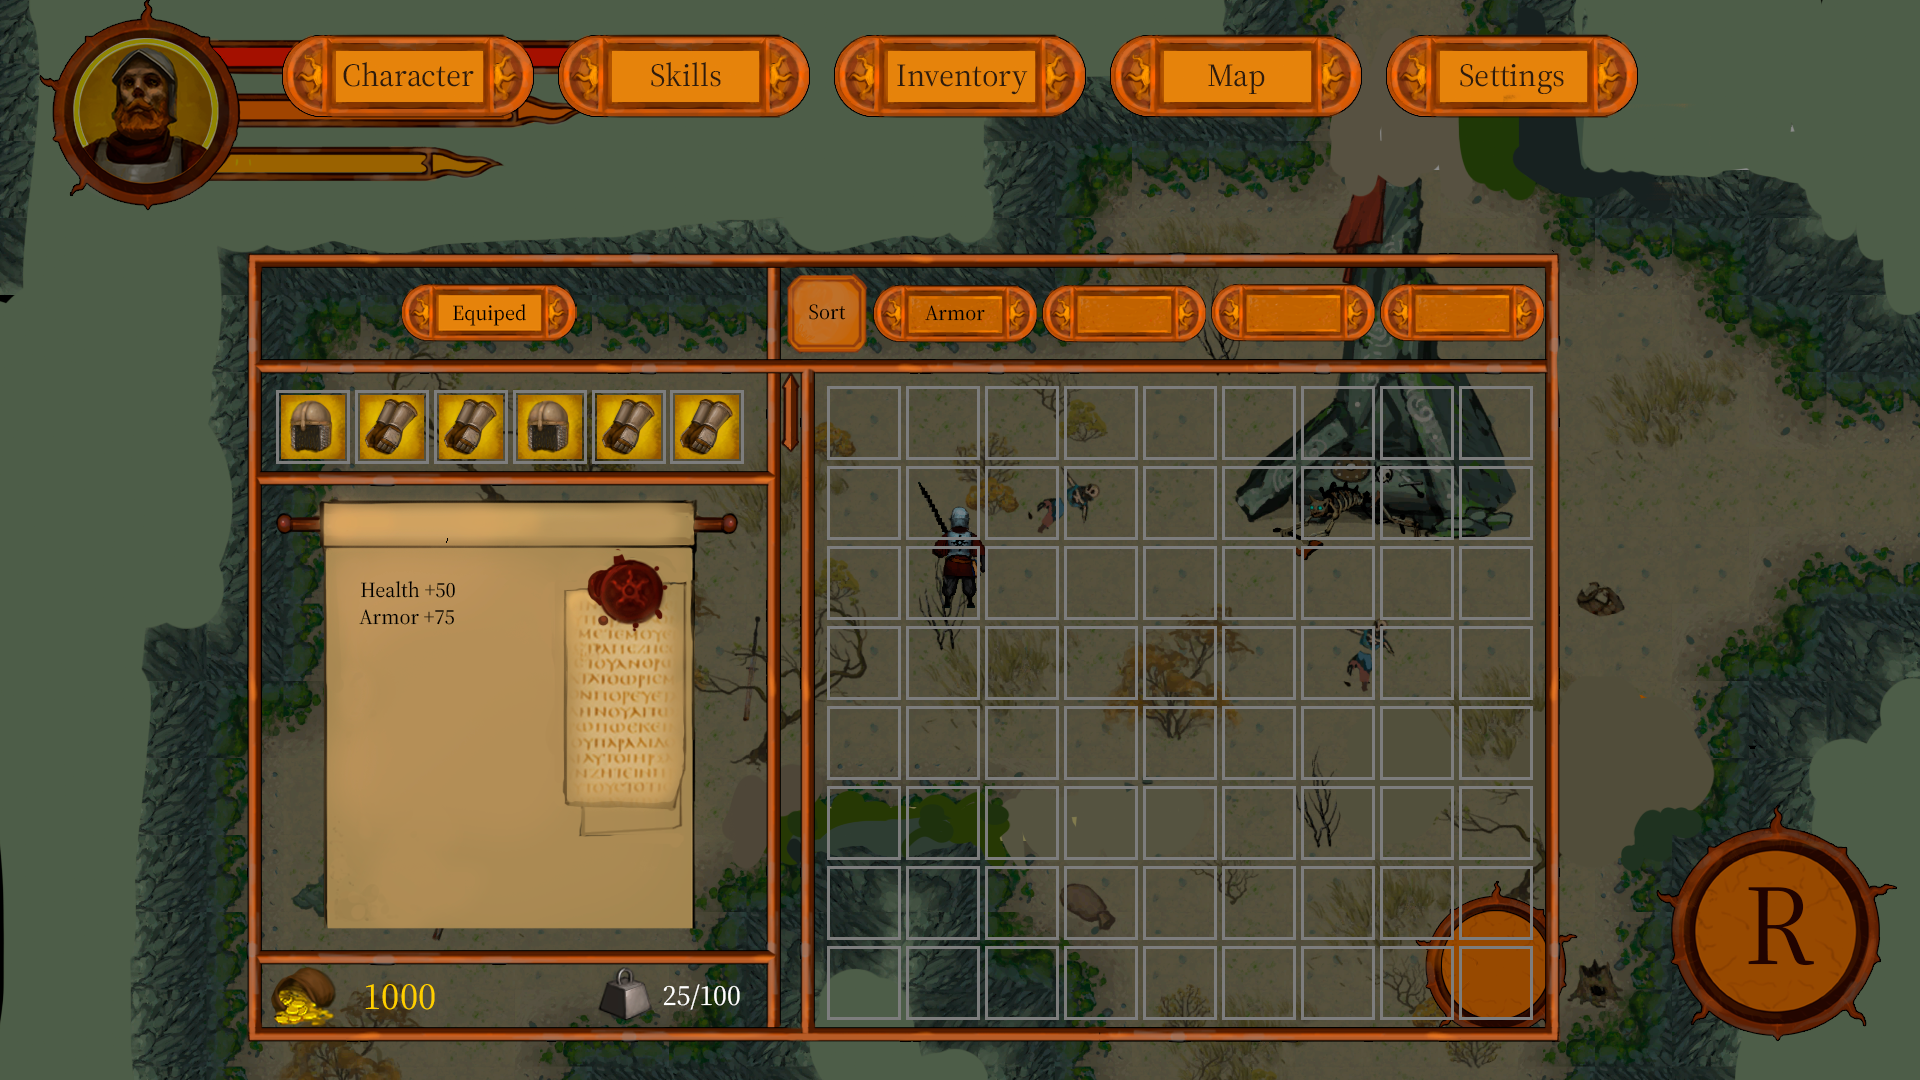 Character
Skills
Inventory
Map
Settings
Equiped
Sort
Armor
Health +50
Armor +75
1000
25/100
R